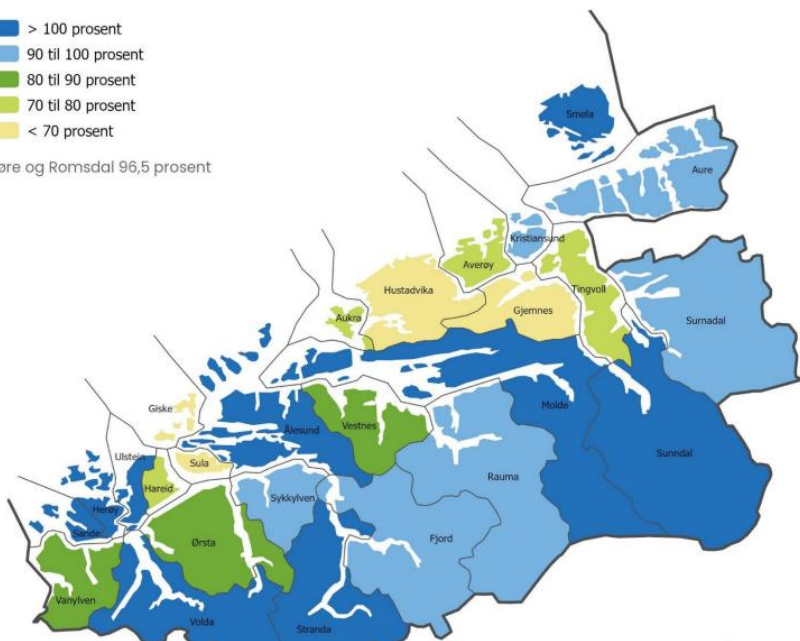 > 100 prosent
90 til 100 prosent
80 til 90 prosent
70 til 80 prosent
< 70 prosent
øre og Romsdal 96,5 prosent
Smøla
Aure
Kristiansund
Averøy
Tingvoll
Hustadvika
Gjemnes
Surnadal
Aukra
Molde
Giske
Ålesund
Vestnes
Sunndal
Ulstein
Sula
Rauma
Hareid
Sykkylven
Herøy
Sande
Ørsta
Fjord
Vanylven
Volda
Stranda